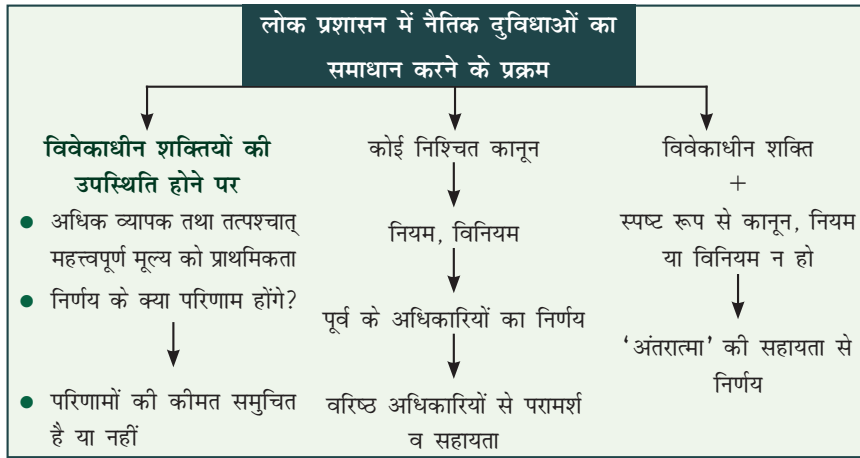 लोक प्रशासन में नैतिक दुविधाओं का
समाधान करने के प्रक्रम
विवेकाधीन शक्तियों की
उपस्थिति होने पर
● अधिक व्यापक तथा तत्पश्चात्
महत्त्वपूर्ण मूल्य को प्राथमिकता
● निर्णय के क्या परिणाम होंगे?
● परिणामों की कीमत समुचित
है या नहीं
कोई निश्चित कानून
नियम, विनियम
पूर्व के अधिकारियों का निर्णय
वरिष्ठ अधिकारियों से परामर्श
व सहायता
विवेकाधीन शक्ति
+
स्पष्ट रूप से कानून, नियम
या विनियम न हो
‘अंतरात्मा’ की सहायता से
निर्णय